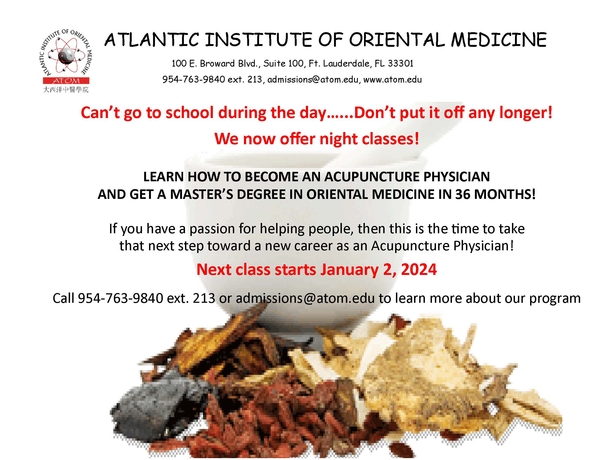 ATLANTIC INSTITUTE OF ORIENTAL MEDICINE
ATOM
大西洋中醫學院
ATLANTIC INSTITUTE OF ORIENTAL MEDICINE
100 E. Broward Blvd., Suite 100, Ft. Lauderdale, FL 33301
954-763-9840 ext. 213, admissions@atom.edu, www.atom.edu
Can't go to school during the day…...Don't put it off any longer!
We now offer night classes!
LEARN HOW TO BECOME AN ACUPUNCTURE PHYSICIAN
AND GET A MASTER'S DEGREE IN ORIENTAL MEDICINE IN 36 MONTHS!
If you have a passion for helping people, then this is the time to take
that next step toward a new career as an Acupuncture Physician!
Next class starts January 2, 2024
Call 954-763-9840 ext. 213 or admissions@atom.edu to learn more about our program